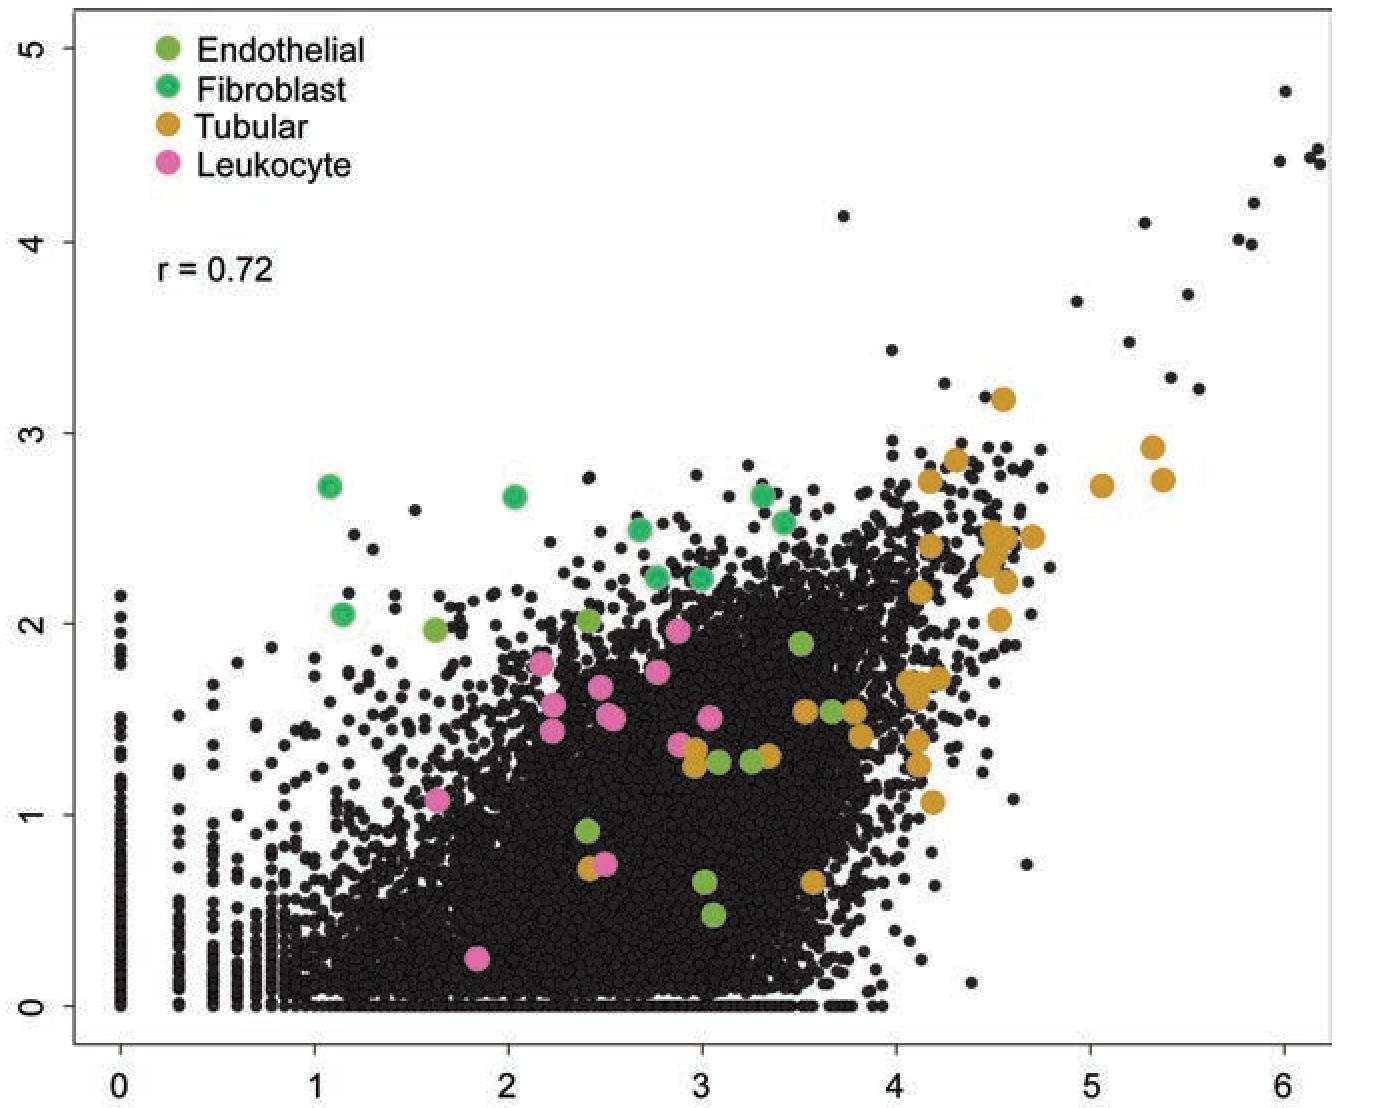 Endothelial
Fibroblast
Tubular
Leukocyte
r = 0.72
5
4
3
2
1
0
0 1 2 3 4 5 6